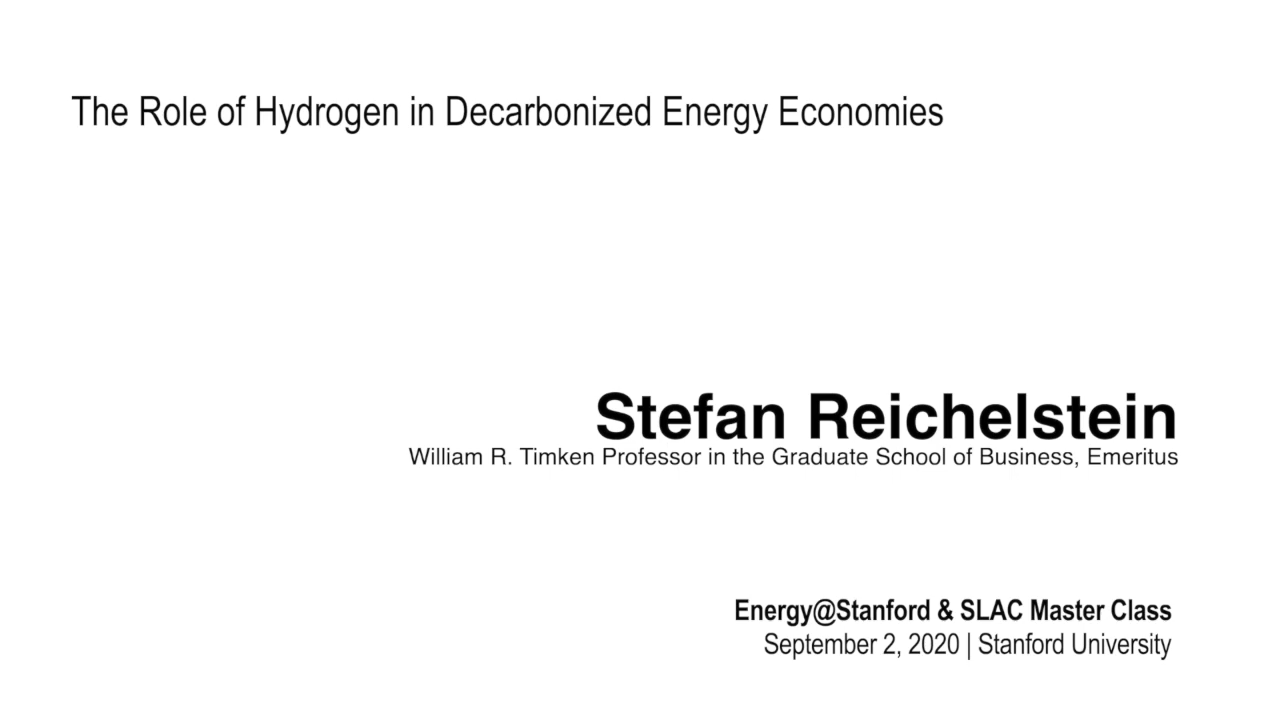 The Role of Hydrogen in Decarbonized Energy Economies
Stefan Reichelstein
William R. Timken Professor in the Graduate School of Business, Emeritus
Energy@Stanford & SLAC Master Class
September 2, 2020 | Stanford University